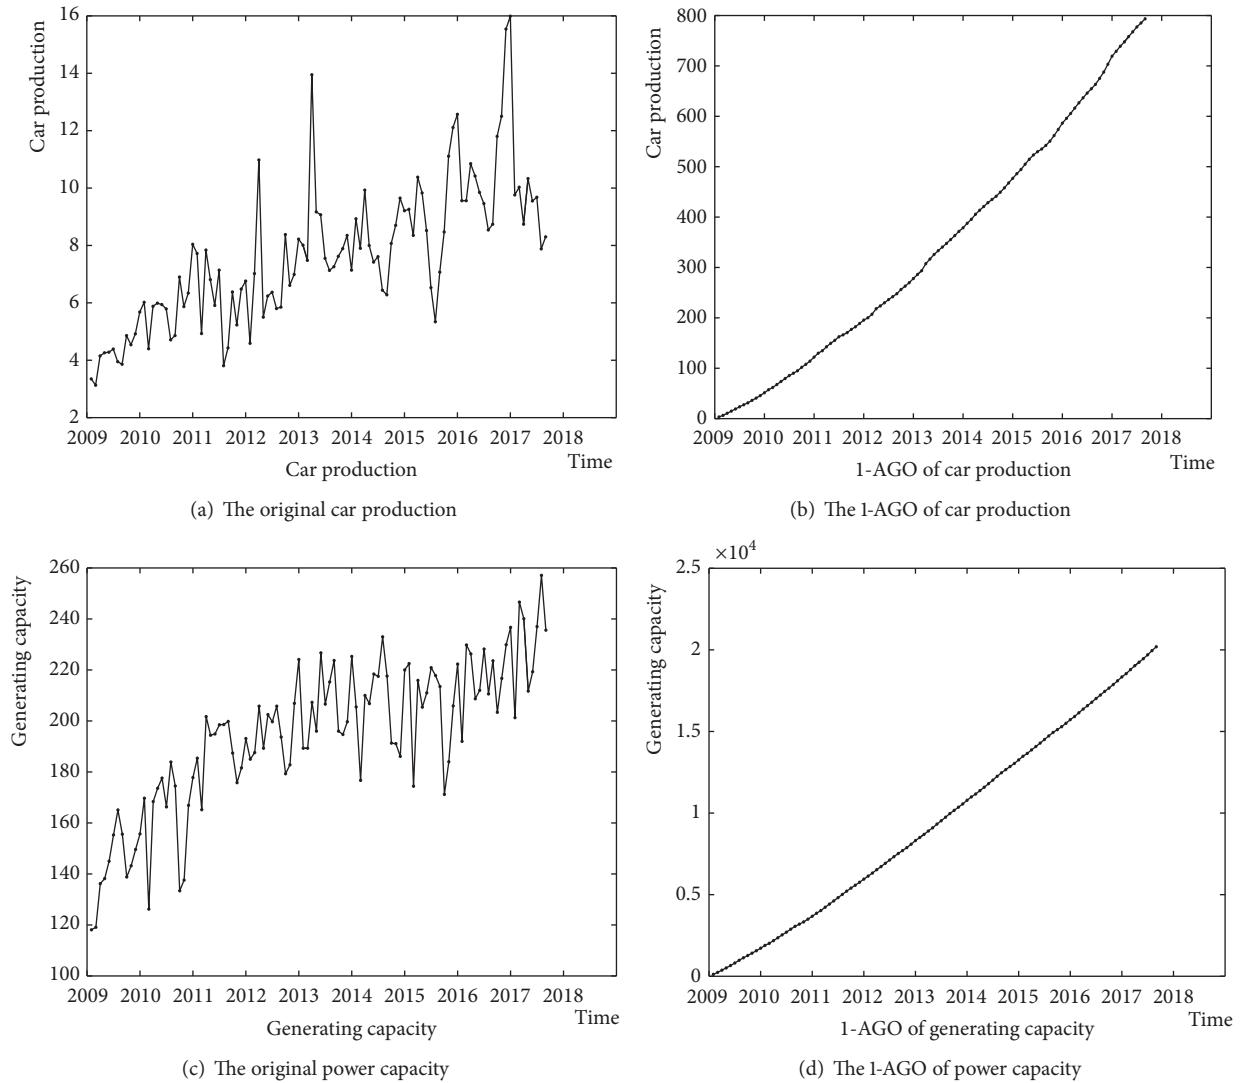 Car production
16
14
12
10
8
6
4
2
2009 2010 2011 2012 2013 2014 2015 2016 2017 2018
Time
Car production
(a) The original car production
Car production
800
700
600
500
400
300
200
100
0
2009 2010 2011 2012 2013 2014 2015 2016 2017 2018
Time
1-AGO of car production
(b) The 1-AGO of car production
Generating capacity
260
240
220
200
180
160
140
120
100
2009 2010 2011 2012 2013 2014 2015 2016 2017 2018
Time
Generating capacity
(c) The original power capacity
×10⁴
Generating capacity
2.5
2
1.5
1
0.5
0
2009 2010 2011 2012 2013 2014 2015 2016 2017 2018
Time
1-AGO of generating capacity
(d) The 1-AGO of power capacity